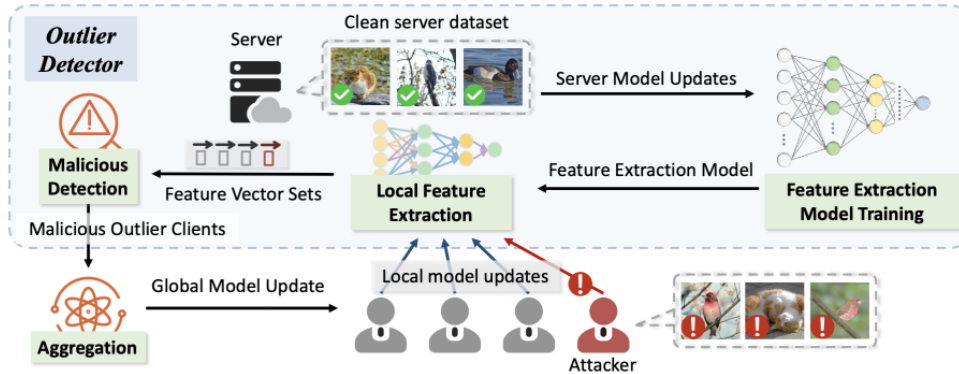 Outlier
Detector
Server
Clean server dataset
Server Model Updates
Malicious
Detection
Feature Vector Sets
Local Feature
Extraction
Feature Extraction Model
Feature Extraction
Model Training
Malicious Outlier Clients
Local model updates
Global Model Update
Aggregation
Attacker